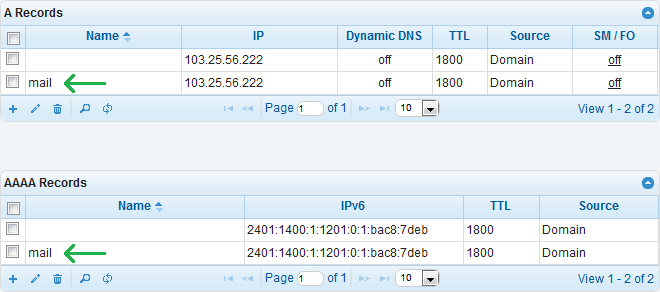 A Records
Name IP Dynamic DNS TTL Source SM / FO
103.25.56.222 off 1800 Domain off
mail 103.25.56.222 off 1800 Domain off
Page 1 of 1 10 View 1 - 2 of 2
AAAA Records
Name IPv6 TTL Source
2401:1400:1:1201:0:1:bac8:7deb 1800 Domain
mail 2401:1400:1:1201:0:1:bac8:7deb 1800 Domain
Page 1 of 1 10 View 1 - 2 of 2